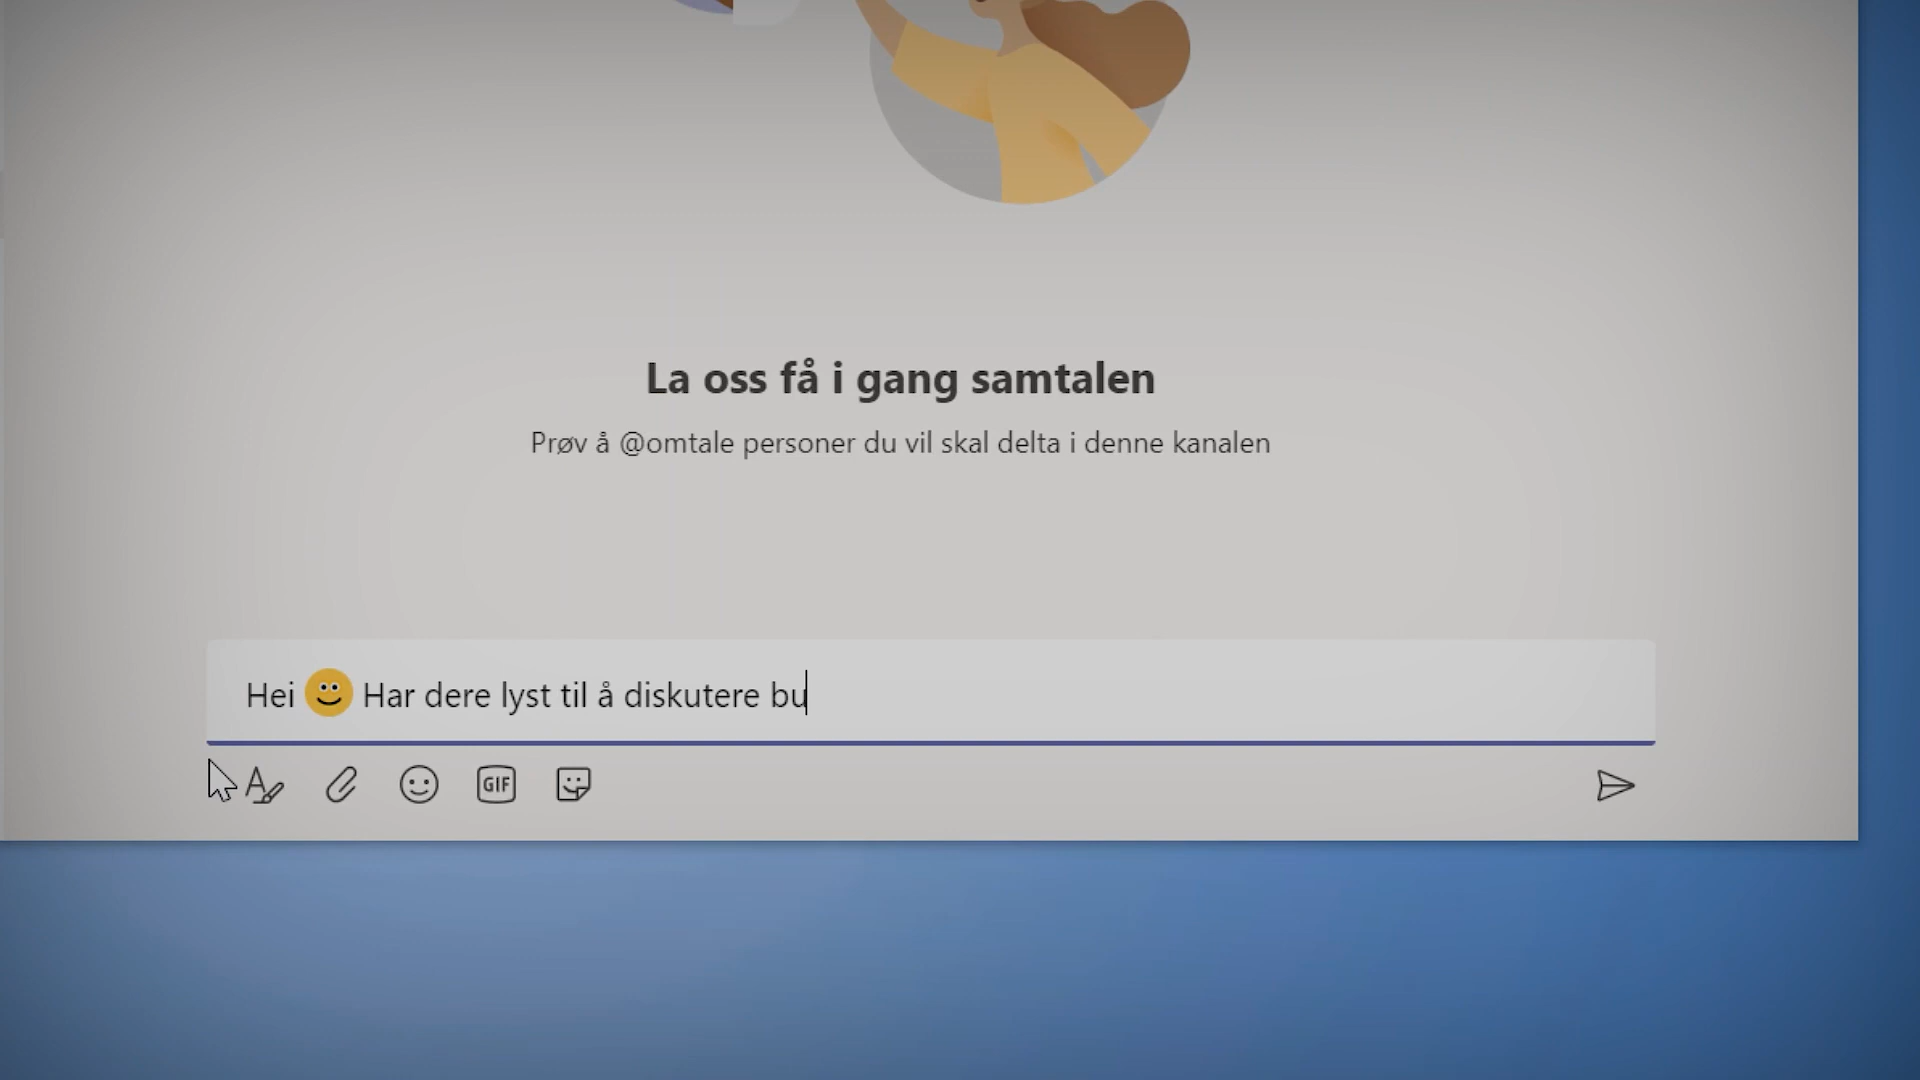 La oss få i gang samtalen
Prøv å @omtale personer du vil skal delta i denne kanalen
Hei 🙂 Har dere lyst til å diskutere bu
GIF